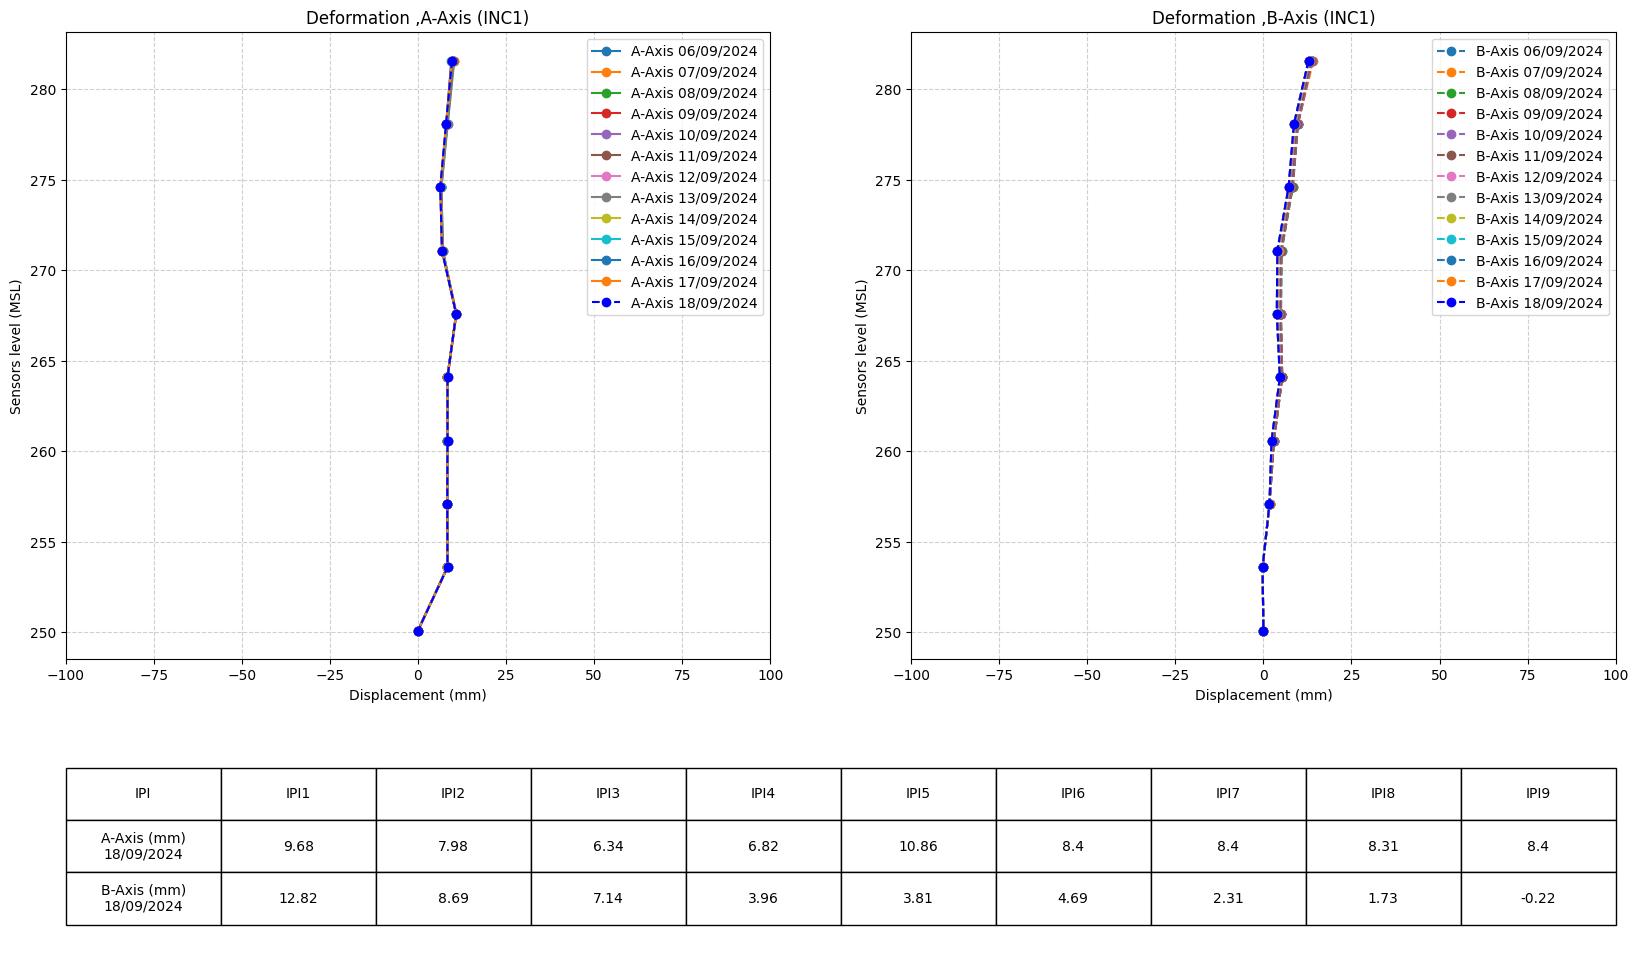 Deformation ,A-Axis (INC1)
280
275
270
265
260
255
250
Sensors level (MSL)
−100
−75
−50
−25
0
25
50
75
100
Displacement (mm)
A-Axis 06/09/2024
A-Axis 07/09/2024
A-Axis 08/09/2024
A-Axis 09/09/2024
A-Axis 10/09/2024
A-Axis 11/09/2024
A-Axis 12/09/2024
A-Axis 13/09/2024
A-Axis 14/09/2024
A-Axis 15/09/2024
A-Axis 16/09/2024
A-Axis 17/09/2024
A-Axis 18/09/2024
Deformation ,B-Axis (INC1)
280
275
270
265
260
255
250
Sensors level (MSL)
−100
−75
−50
−25
0
25
50
75
100
Displacement (mm)
B-Axis 06/09/2024
B-Axis 07/09/2024
B-Axis 08/09/2024
B-Axis 09/09/2024
B-Axis 10/09/2024
B-Axis 11/09/2024
B-Axis 12/09/2024
B-Axis 13/09/2024
B-Axis 14/09/2024
B-Axis 15/09/2024
B-Axis 16/09/2024
B-Axis 17/09/2024
B-Axis 18/09/2024
IPI IPI1 IPI2 IPI3 IPI4 IPI5 IPI6 IPI7 IPI8 IPI9
A-Axis (mm)
18/09/2024
9.68 7.98 6.34 6.82 10.86 8.4 8.4 8.31 8.4
B-Axis (mm)
18/09/2024
12.82 8.69 7.14 3.96 3.81 4.69 2.31 1.73 -0.22